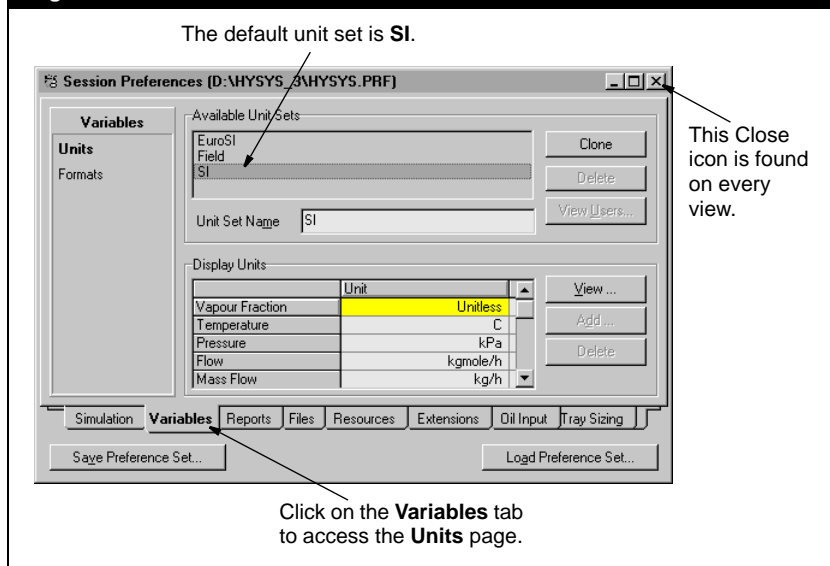 The default unit set is SI.
Session Preferences (D:\HYSYS_3\HYSYS.PRF)
Variables
Units
Formats
Available Unit Sets
EuroSI
Field
SI
Unit Set Name SI
Clone
Delete
View Users...
This Close
icon is found
on every
view.
Display Units
Unit
Vapour Fraction Unitless
Temperature C
Pressure kPa
Flow kgmole/h
Mass Flow kg/h
View ...
Add ...
Delete
Simulation Variables Reports Files Resources Extensions Oil Input Tray Sizing
Save Preference Set... Load Preference Set...
Click on the Variables tab
to access the Units page.